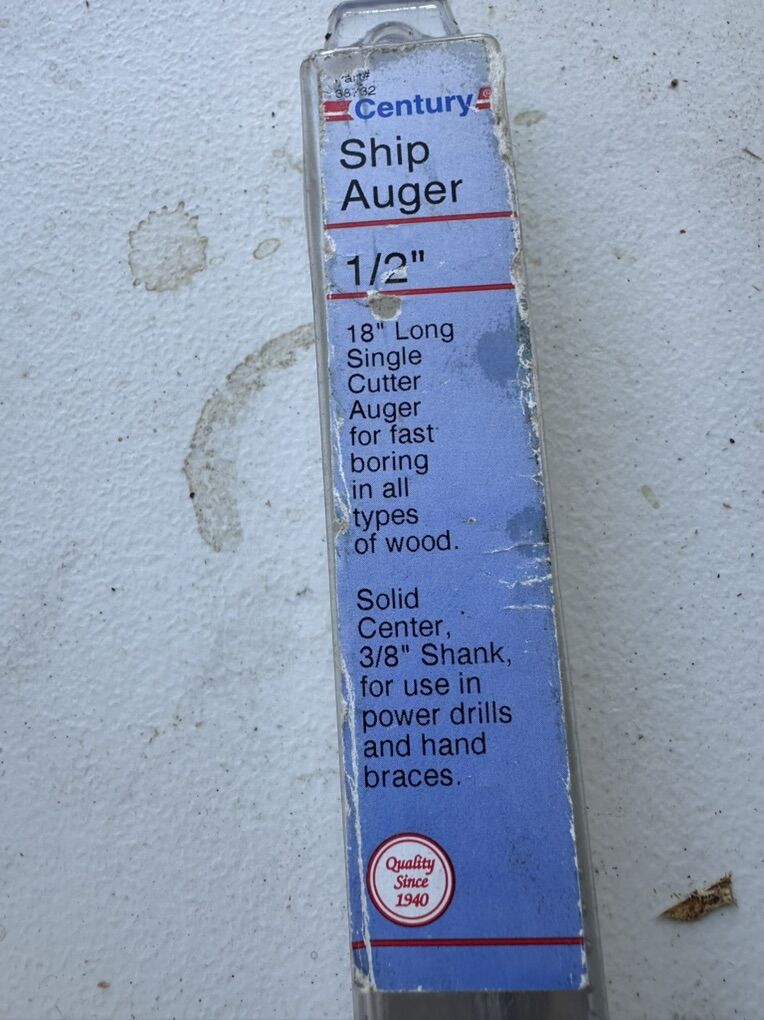 Part#
Century
Ship
Auger
1/2"
18" Long
Single
Cutter
Auger
for fast
boring
in all
types
of wood.
Solid
Center,
3/8" Shank,
for use in
power drills
and hand
braces.
Quality
Since
1940